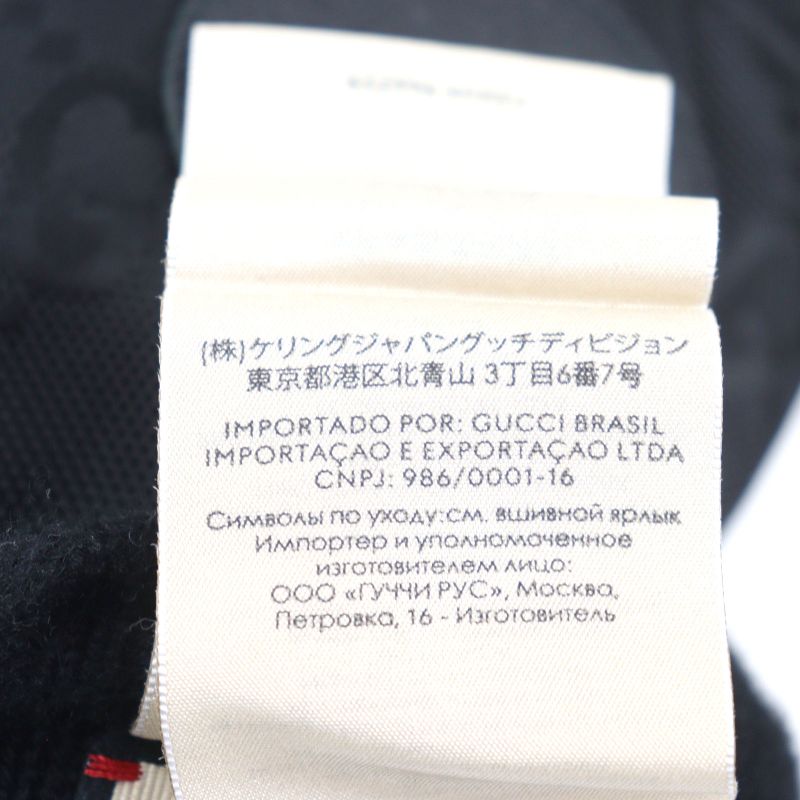 (株)ケリングジャパングッチディビジョン
東京都港区北青山 3丁目6番7号
IMPORTADO POR: GUCCI BRASIL
IMPORTAÇAO E EXPORTAÇAO LTDA
CNPJ: 986/0001-16
Символы по уходу:см. вшивной ярлык
Импортер и уполномоченное
изготовителем лицо:
ООО «ГУЧЧИ РУС», Москва,
Петровка, 16 - Изготовитель